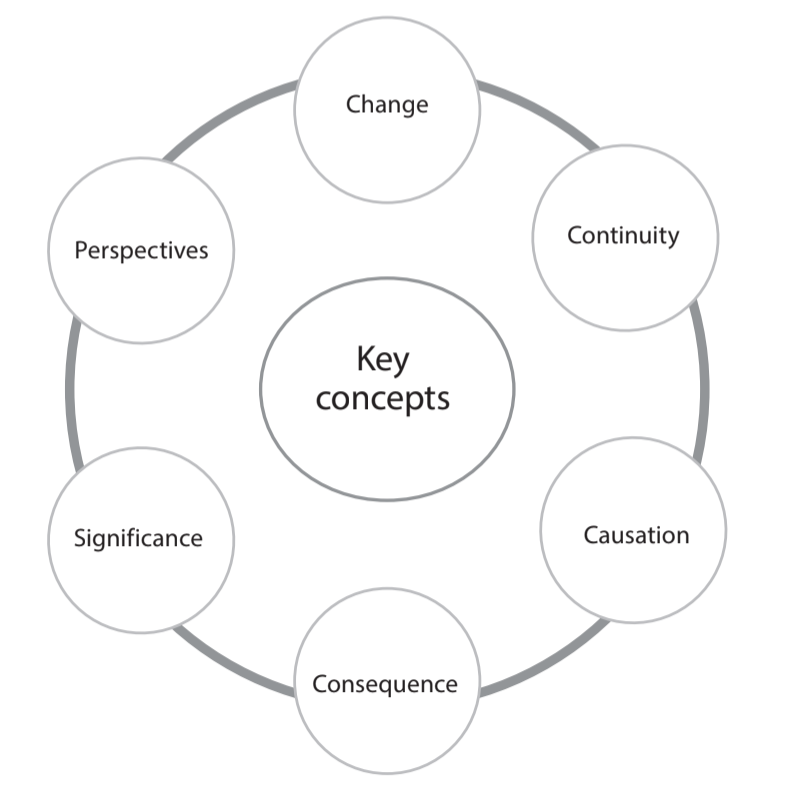 Change
Continuity
Perspectives
Key
concepts
Significance
Causation
Consequence